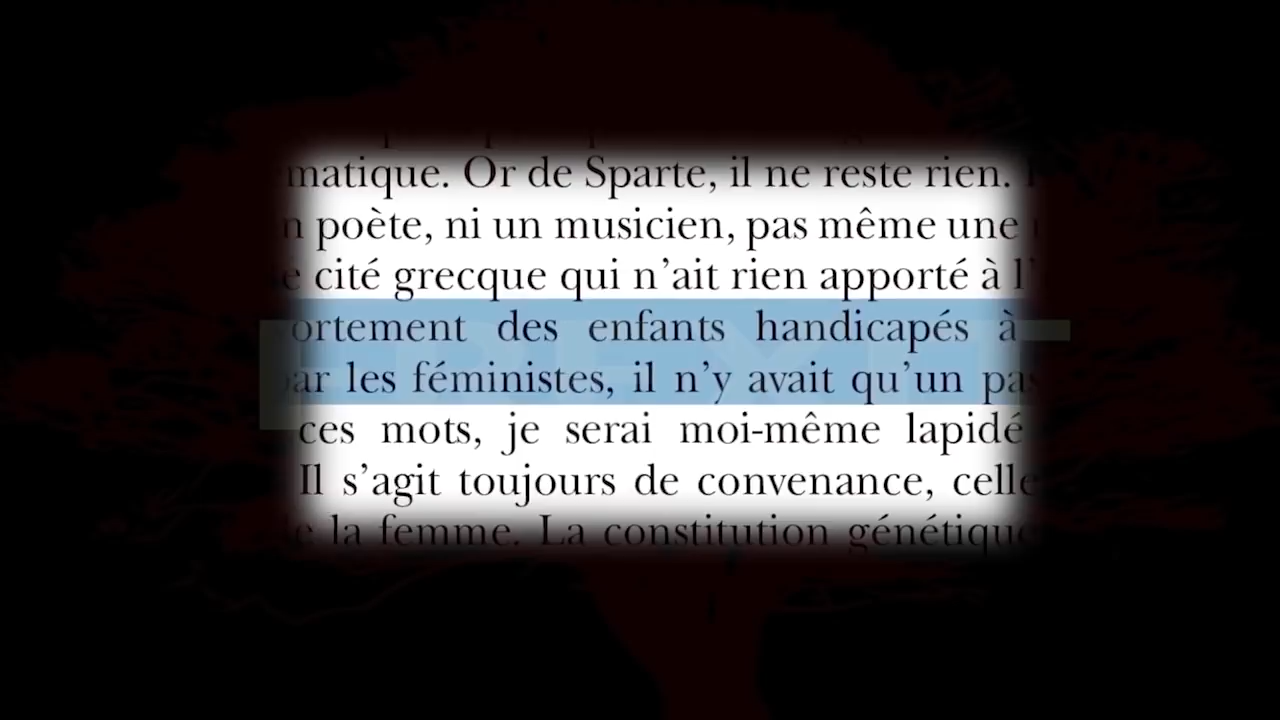 matique. Or de Sparte, il ne reste rien.
poète, ni un musicien, pas même une
cité grecque qui n'ait rien apporté à l'
ortement des enfants handicapés à
par les féministes, il n'y avait qu'un pas
ces mots, je serai moi-même lapidé
Il s'agit toujours de convenance, celle
de la femme. La constitution génétique